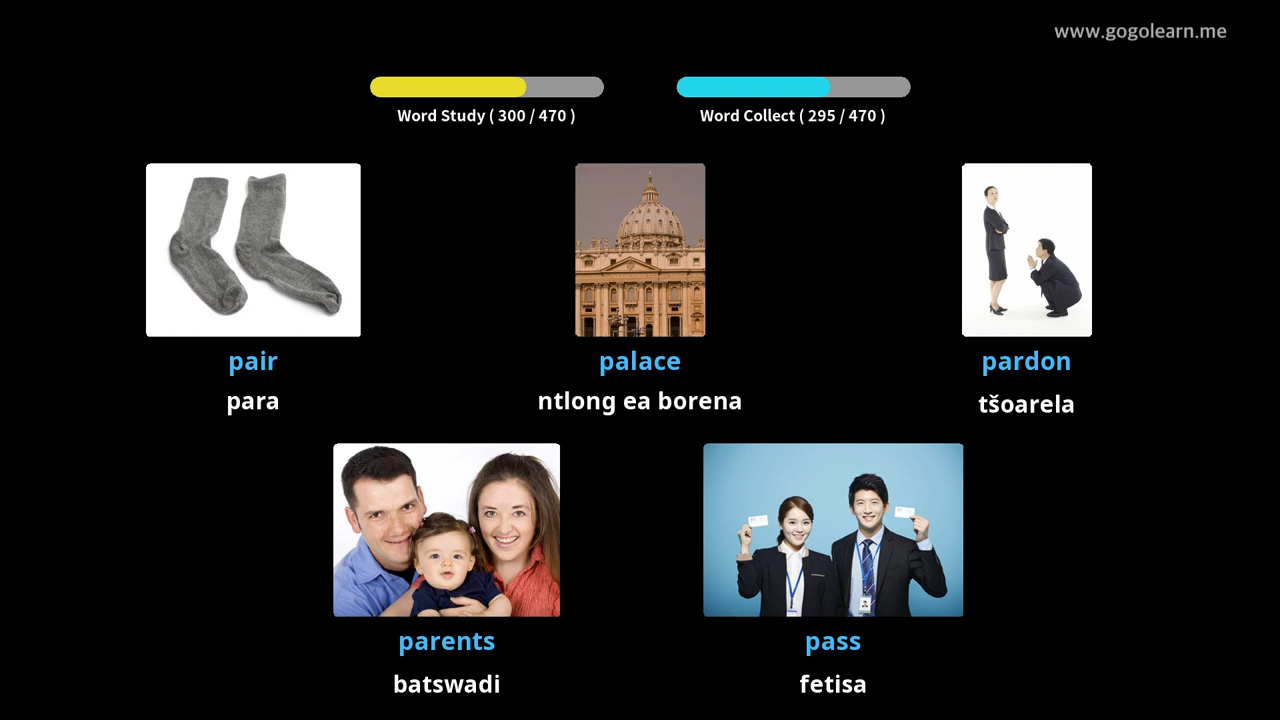 www.gogolearn.me
Word Study ( 300 / 470 )
Word Collect ( 295 / 470 )
pair
palace
pardon
para
ntlong ea borena
tšoarela
parents
pass
batswadi
fetisa